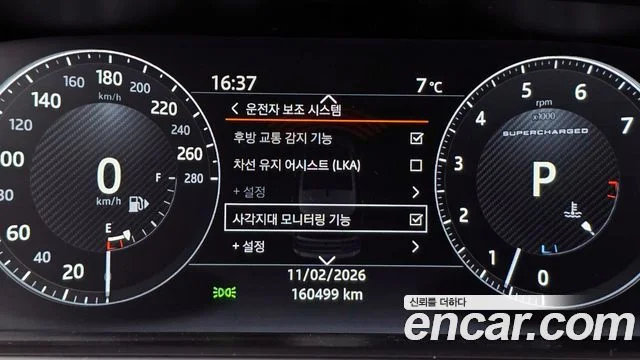 16:37
7 °C
운전자 보조 시스템
후방 교통 감지 기능
차선 유지 어시스트 (LKA)
+ 설정
사각지대 모니터링 기능
+ 설정
11/02/2026
160499 km
20
60
100
140
180
220
260
280
40
80
120
160
200
240
km/h
0
km/h
F
E
0
1
2
3
4
5
6
7
rpm
x1000
SUPERCHARGED
P
신뢰를 더하다
encar.com